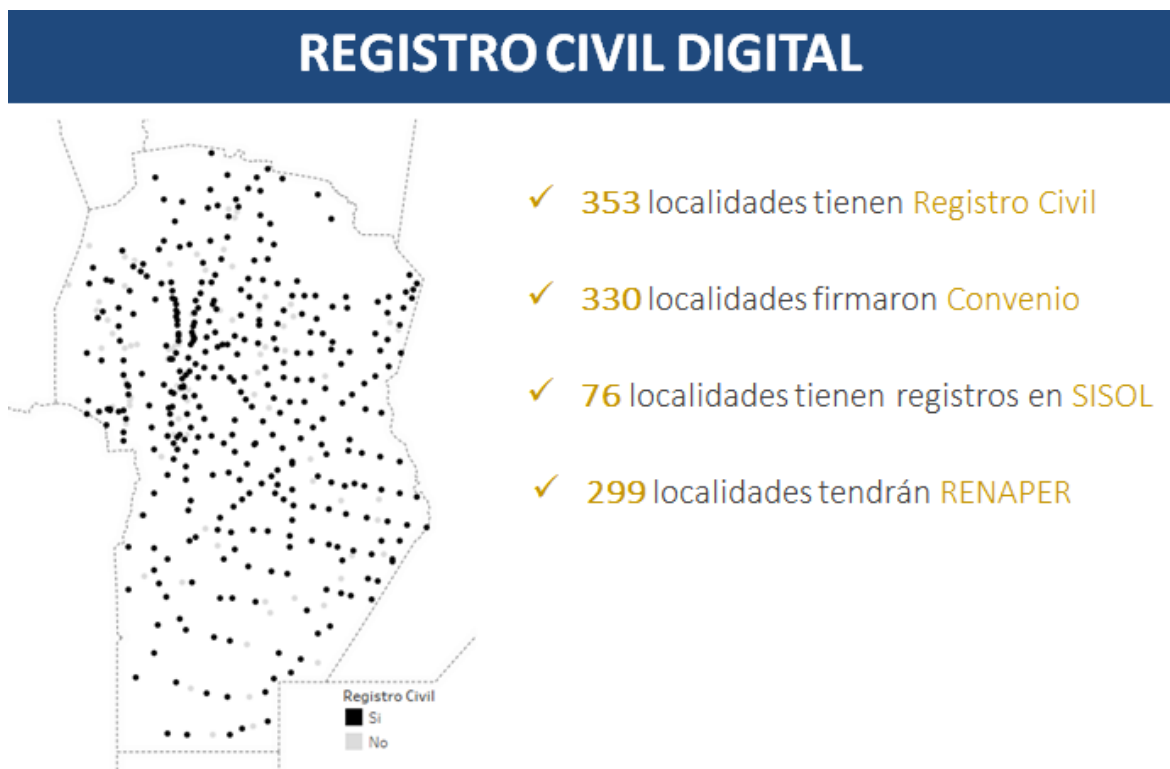 REGISTRO CIVIL DIGITAL
✓ 353 localidades tienen Registro Civil
✓ 330 localidades firmaron Convenio
✓ 76 localidades tienen registros en SISOL
✓ 299 localidades tendrán RENAPER
Registro Civil
Si
No